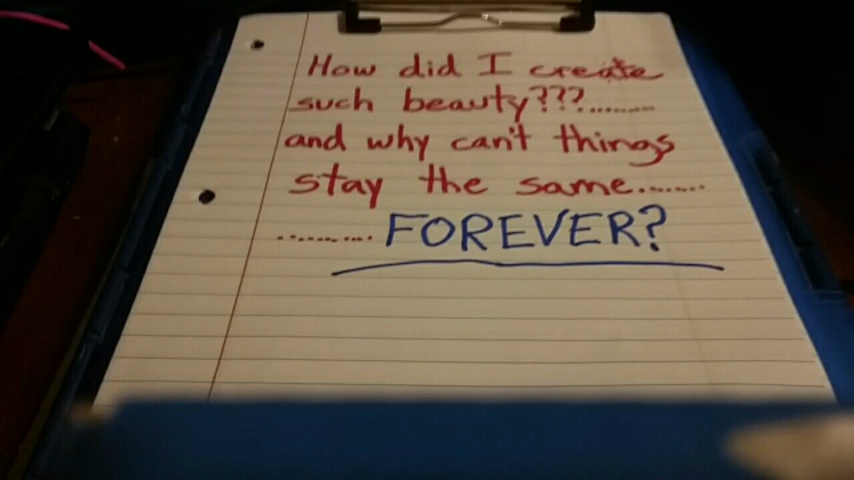 How did I create
such beauty???.........
and why can't things
stay the same........
.......... FOREVER?